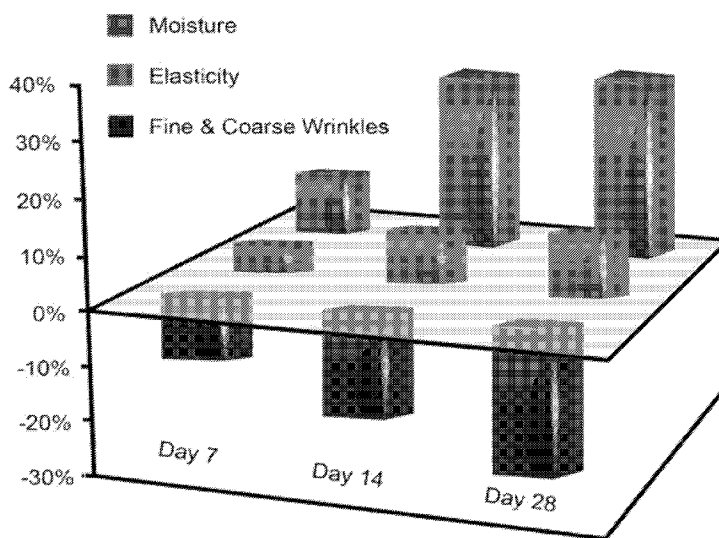 Moisture
Elasticity
Fine & Coarse Wrinkles
40%
30%
20%
10%
0%
-10%
-20%
-30%
Day 7
Day 14
Day 28